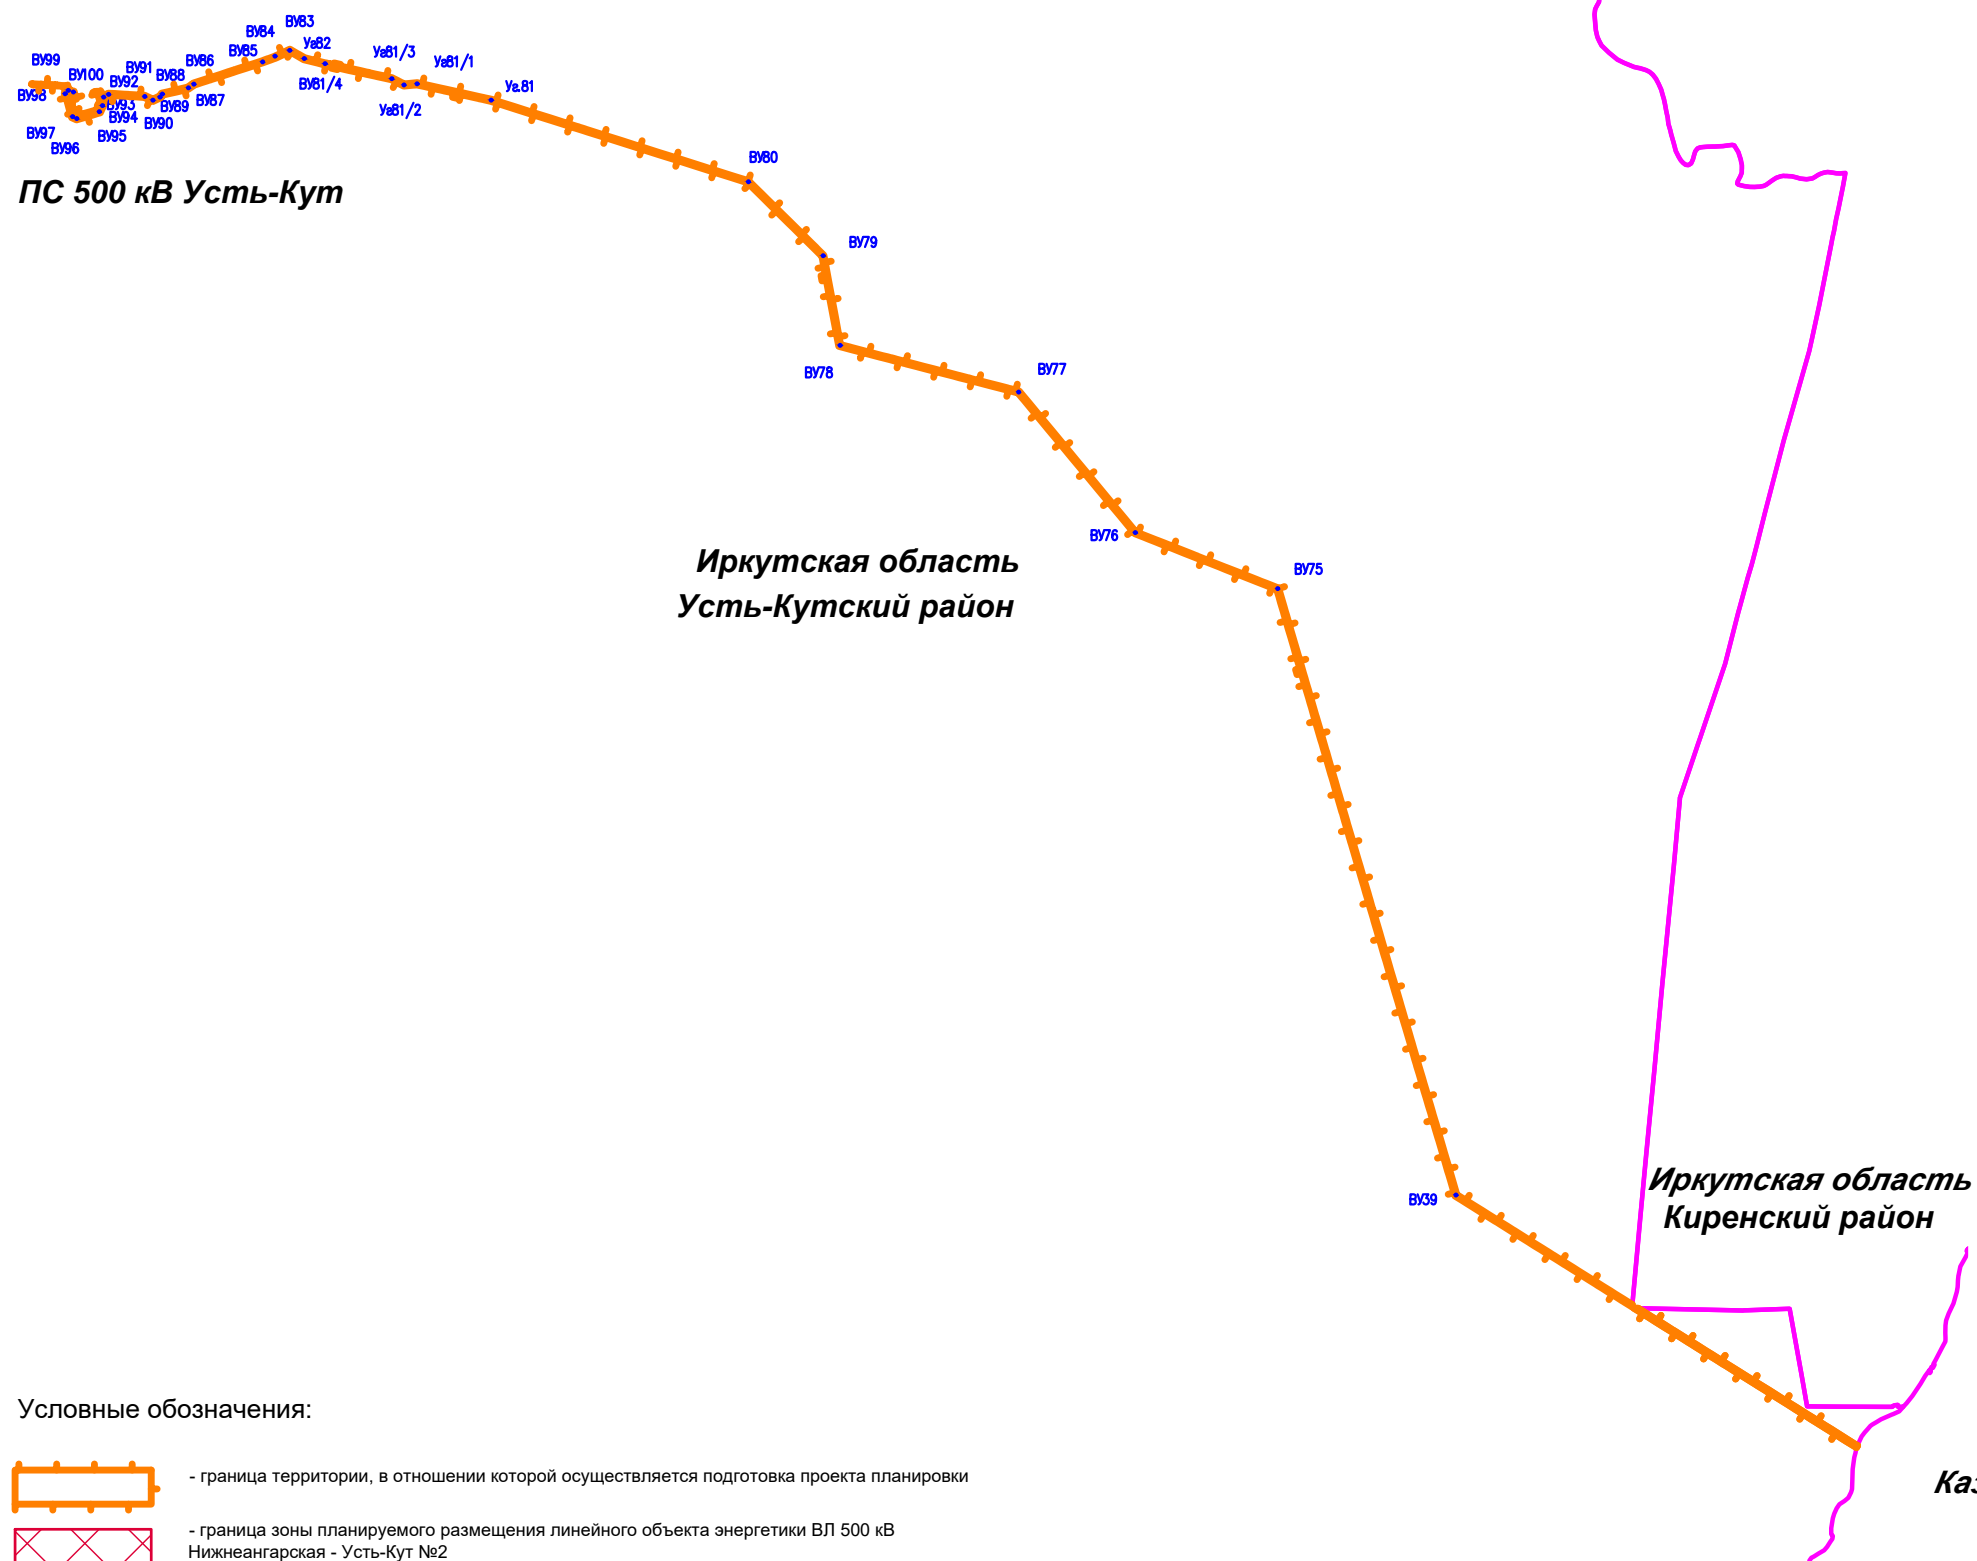 ВУ83
ВУ84
Уа82
ВУ85
Уа81/3
Уа81/1
ВУ99
ВУ86
ВУ100
ВУ91
ВУ88
ВУ92
ВУ81/4
Уа.81
ВУ98
ВУ93
ВУ89
ВУ87
Уа81/2
ВУ94
ВУ90
ВУ97
ВУ95
ВУ96
ВУ80
ПС 500 кВ Усть-Кут
ВУ79
ВУ78
ВУ77
ВУ76
Иркутская область
Усть-Кутский район
ВУ75
ВУ39
Иркутская область
Киренский район
Условные обозначения:
- граница территории, в отношении которой осуществляется подготовка проекта планировки
Каз
- граница зоны планируемого размещения линейного объекта энергетики ВЛ 500 кВ
Нижнеангарская - Усть-Кут №2